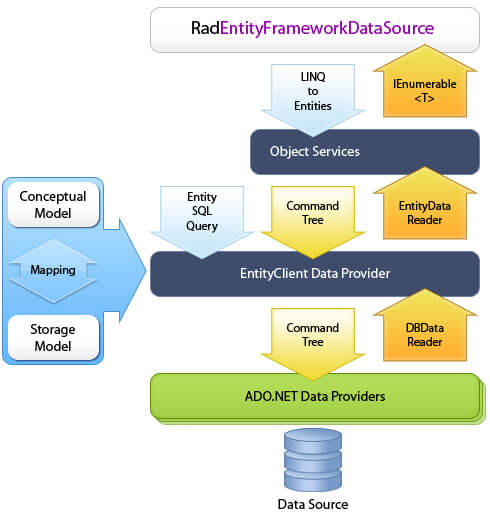 RadEntityFrameworkDataSource
LINQ
to
Entities
IEnumerable
<T>
Object Services
Conceptual
Model
Mapping
Storage
Model
Entity
SQL
Query
Command
Tree
EntityData
Reader
EntityClient Data Provider
Command
Tree
DBData
Reader
ADO.NET Data Providers
Data Source